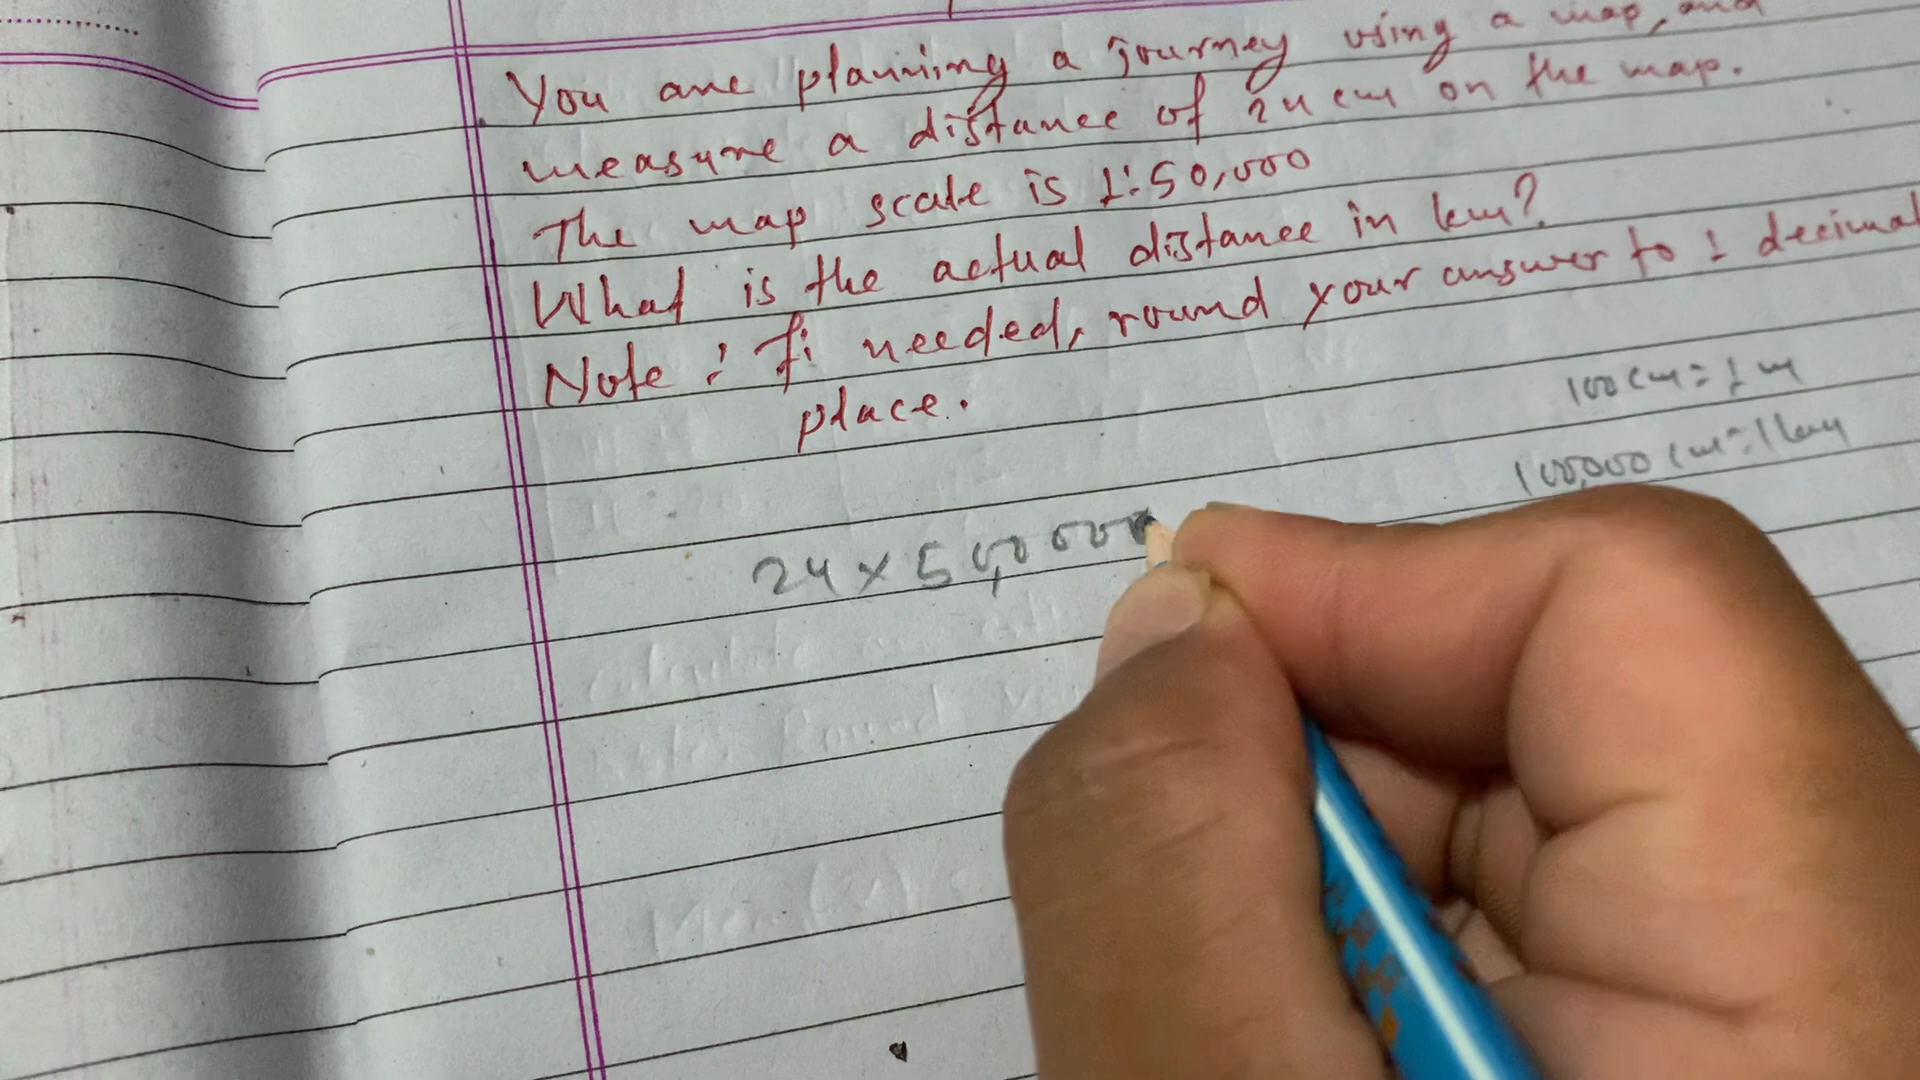 You are planning a journey using a map, and
measure a distance of 24 cm on the map.
The map scale is 1:50,000
What is the actual distance in km?
Note: If needed, round your answer to 1 decimal
place.
100 cm = 1 m
100,000 cm = 1 km
24 × 50,000